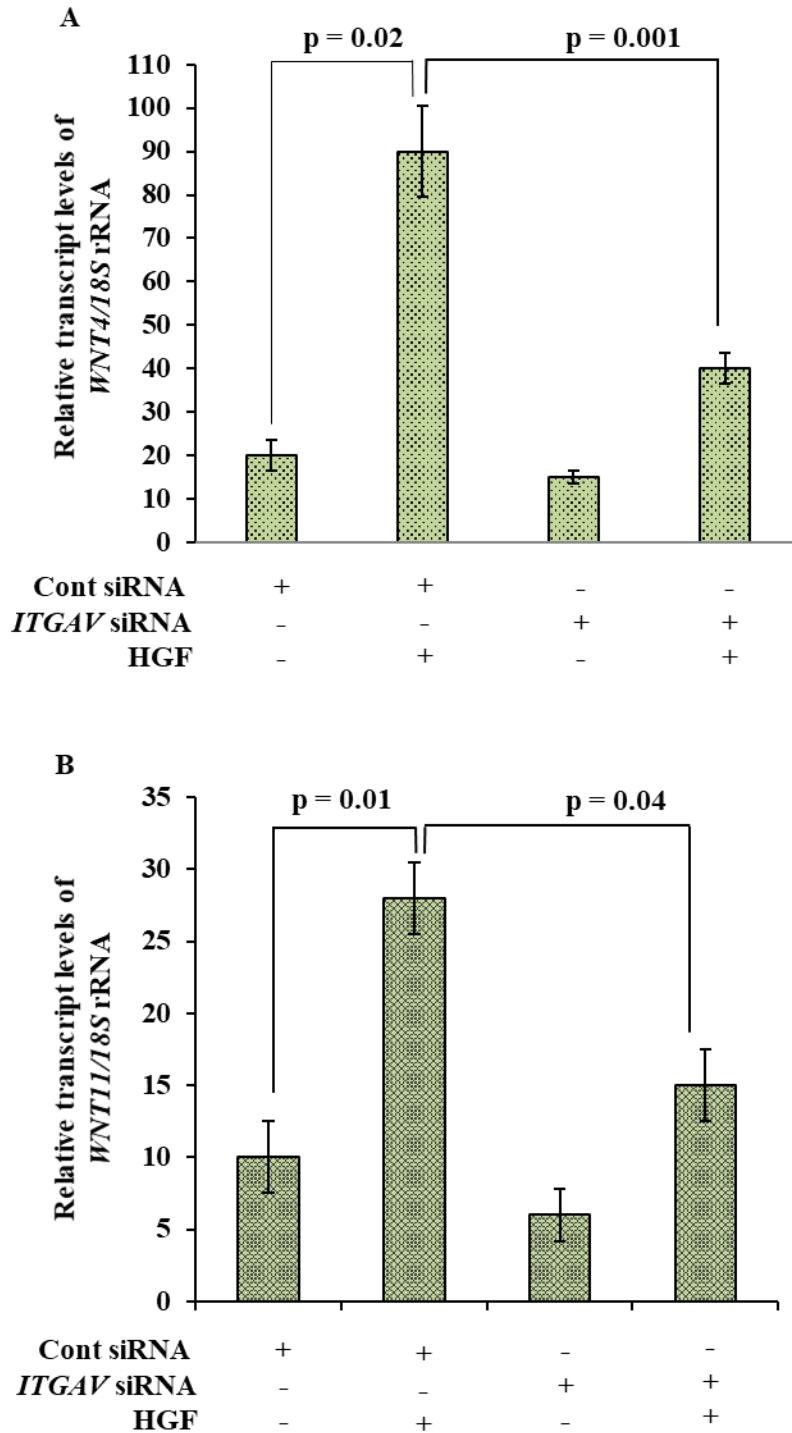 A
p = 0.02
p = 0.001
Relative transcript levels of
WNT4/18S rRNA
110
100
90
80
70
60
50
40
30
20
10
0
Cont siRNA + + - -
ITGAV siRNA - - + +
HGF - + - +
B
p = 0.01
p = 0.04
Relative transcript levels of
WNT11/18S rRNA
35
30
25
20
15
10
5
0
Cont siRNA + + - -
ITGAV siRNA - - + +
HGF - + - +